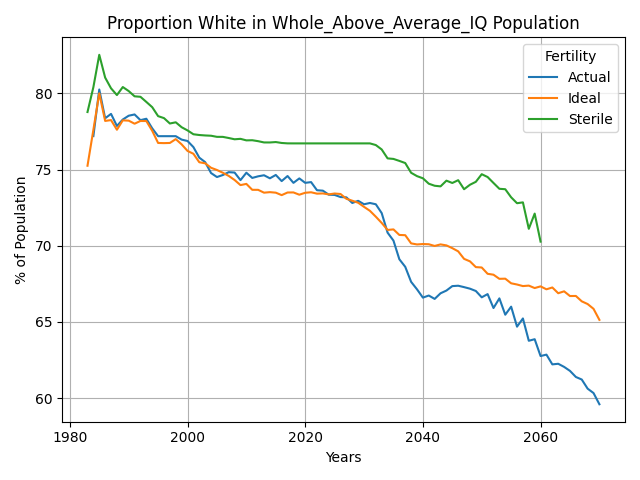 Proportion White in Whole_Above_Average_IQ Population
Fertility
Actual
Ideal
Sterile
% of Population
80
75
70
65
60
1980
2000
2020
2040
2060
Years